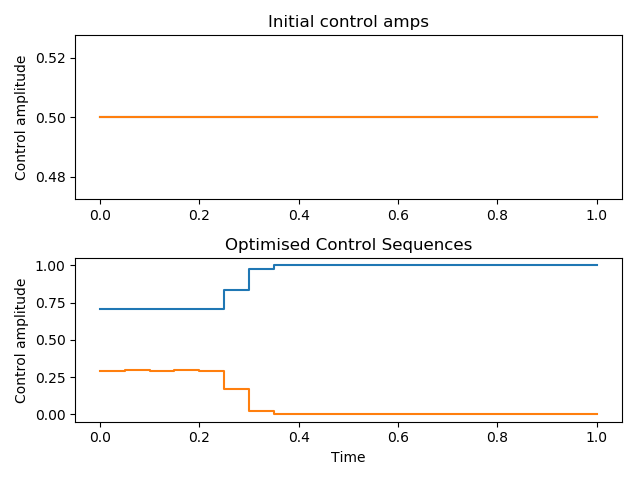 Initial control amps
Control amplitude
0.52
0.50
0.48
0.0 0.2 0.4 0.6 0.8 1.0
Optimised Control Sequences
Control amplitude
1.00
0.75
0.50
0.25
0.00
0.0 0.2 0.4 0.6 0.8 1.0
Time